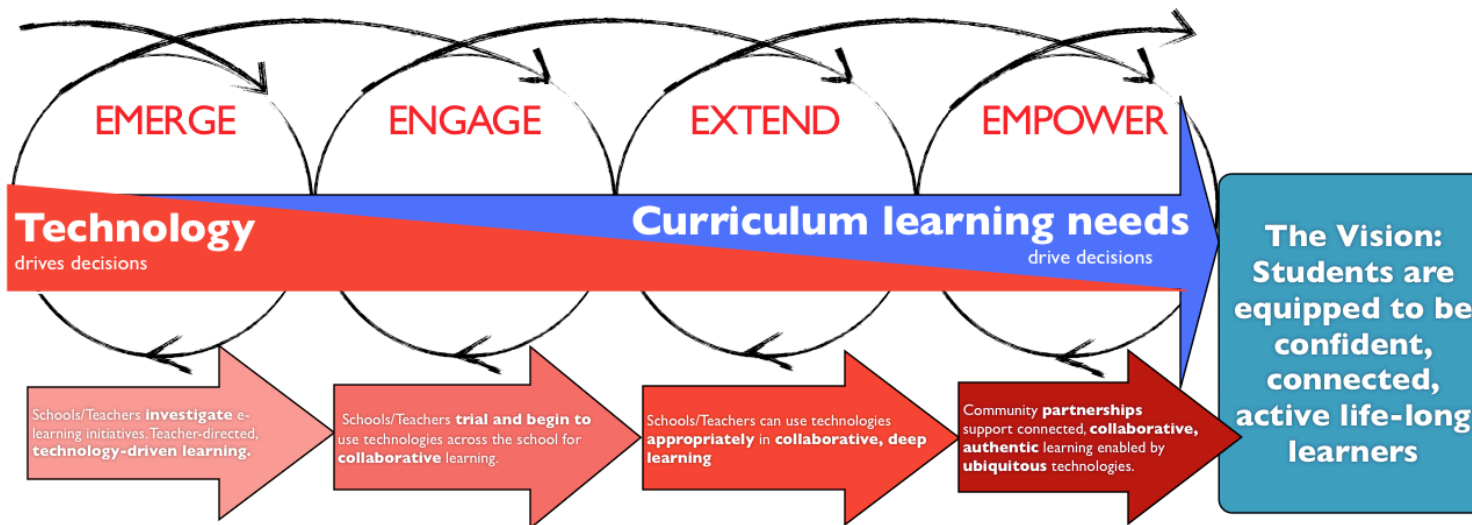 EMERGE
ENGAGE
EXTEND
EMPOWER
Technology
drives decisions
Curriculum learning needs
drive decisions
Schools/Teachers investigate e-
learning initiatives. Teacher-directed,
technology-driven learning.
Schools/Teachers trial and begin to
use technologies across the school for
collaborative learning.
Schools/Teachers can use technologies
appropriately in collaborative, deep
learning
Community partnerships
support connected, collaborative,
authentic learning enabled by
ubiquitous technologies.
The Vision:
Students are
equipped to be
confident,
connected,
active life-long
learners